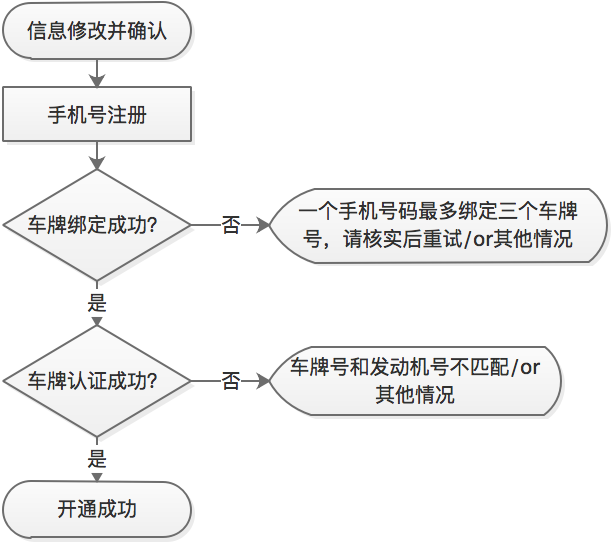 信息修改并确认
手机号注册
车牌绑定成功?
否
一个手机号码最多绑定三个车牌
号，请核实后重试/or其他情况
是
车牌认证成功?
否
车牌号和发动机号不匹配/or
其他情况
是
开通成功